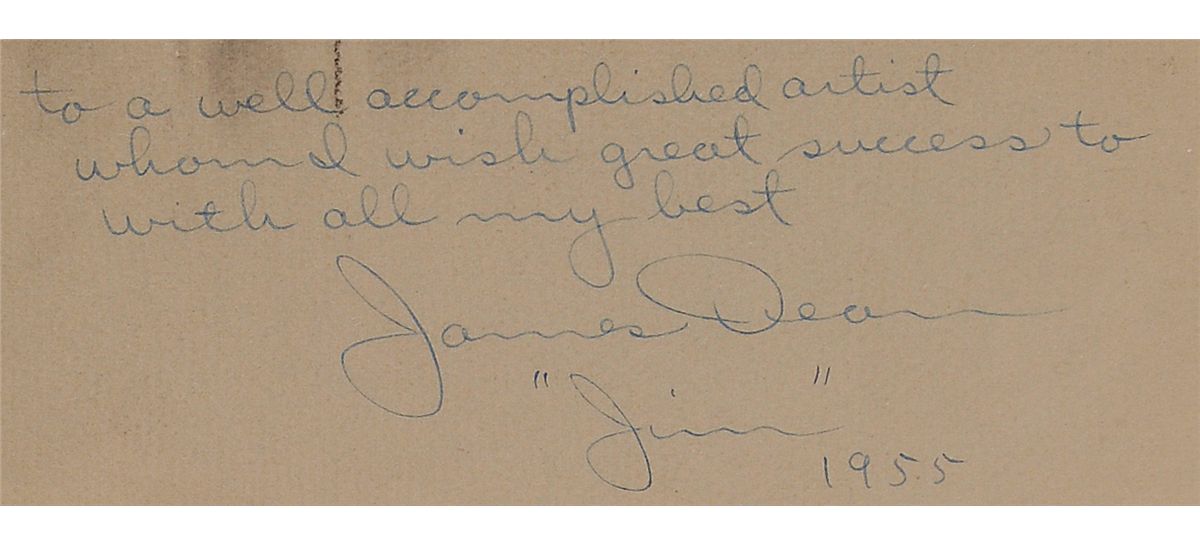 to a well accomplished artist
whom I wish great success to
with all my best
James Dean
"Jim"
1955